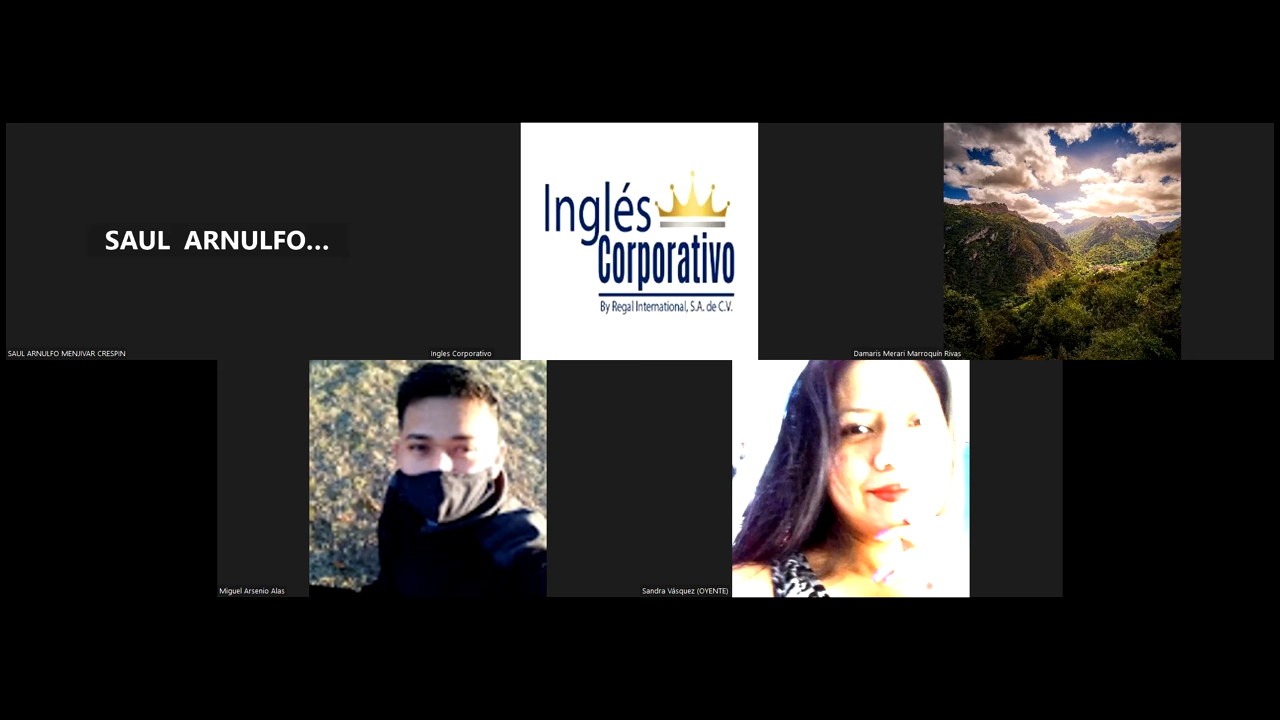 SAUL ARNULFO...
SAUL ARNULFO MENJIVAR CRESPIN
Inglés
Corporativo
By Regal International, S.A. de C.V.
Ingles Corporativo
Damaris Merari Marroquín Rivas
Miguel Arsenio Alas
Sandra Vásquez (OYENTE)